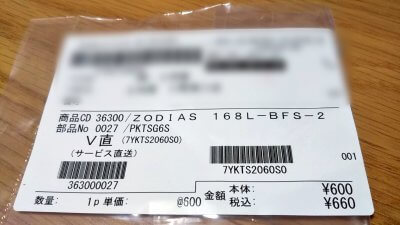 商品CD 36300/ZODIAS 168L-BFS-2
部品No 0027 /PKTSG6S
V直 (7YKTS2060S0)
(サービス直送)
7YKTS2060S0
001
363000027
数量: 1p 単価: @600 金額 本体: ¥600
税込: ¥660